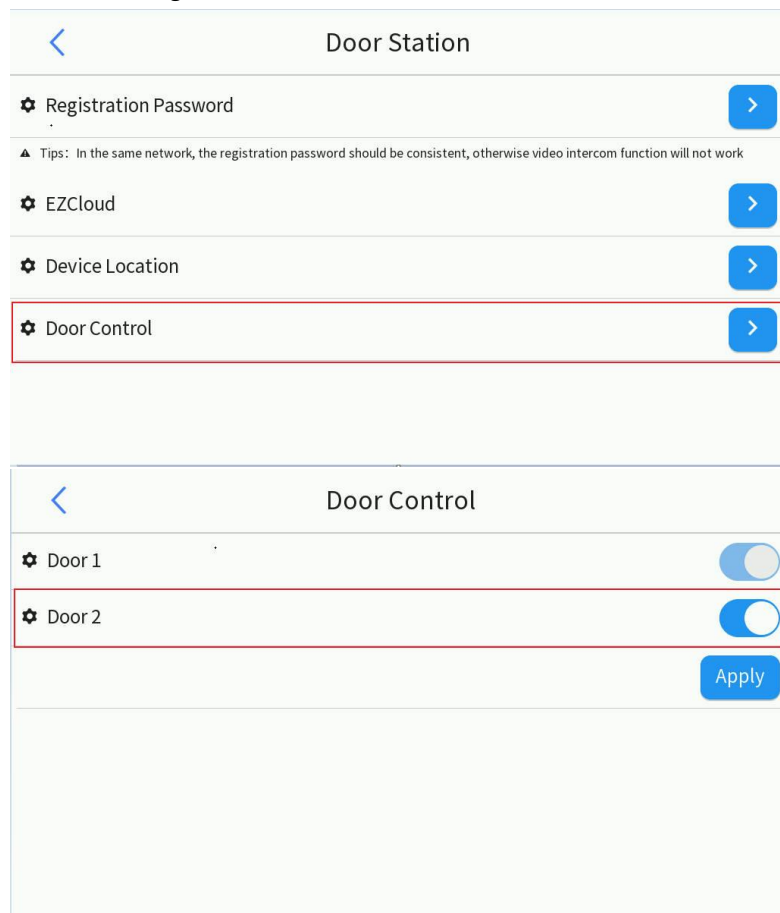 Door Station
Registration Password
Tips: In the same network, the registration password should be consistent, otherwise video intercom function will not work
EZCloud
Device Location
Door Control
Door Control
Door 1
Door 2
Apply